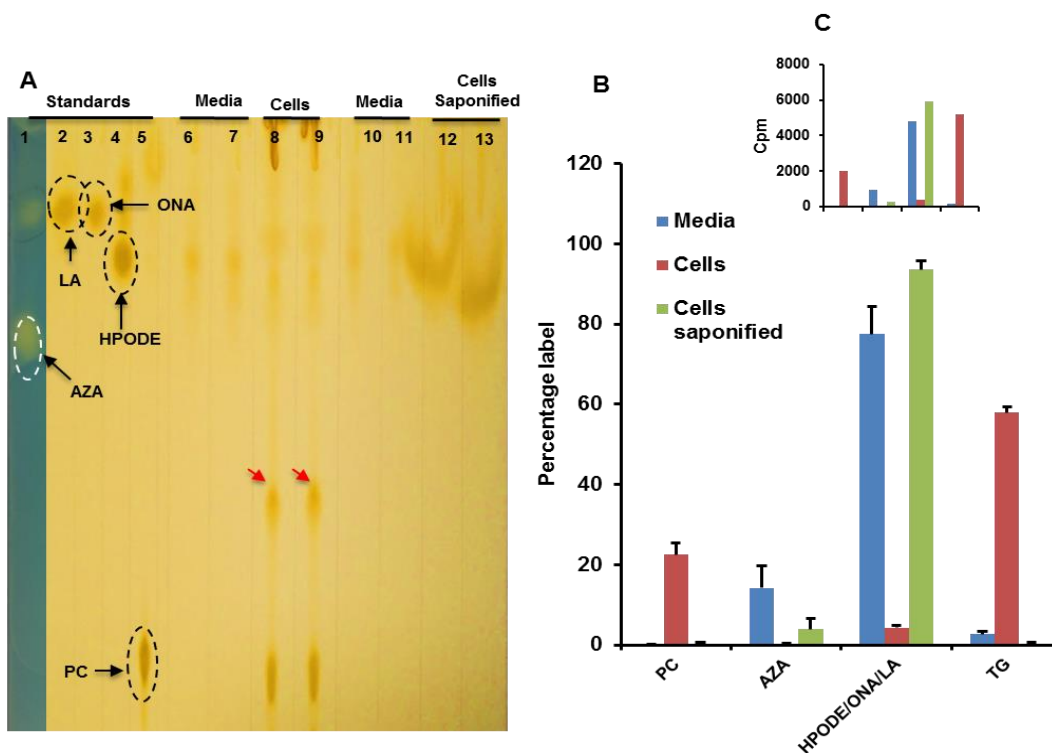 A
Standards
Media
Cells
Media
Cells
Saponified
1 2 3 4 5 6 7 8 9 10 11 12 13
ONA
LA
HPODE
AZA
PC
B
C
Cpm
8000
6000
4000
2000
0
Percentage label
120
100
80
60
40
20
0
Media
Cells
Cells
saponified
PC
AZA
HPODE/ONA/LA
TG